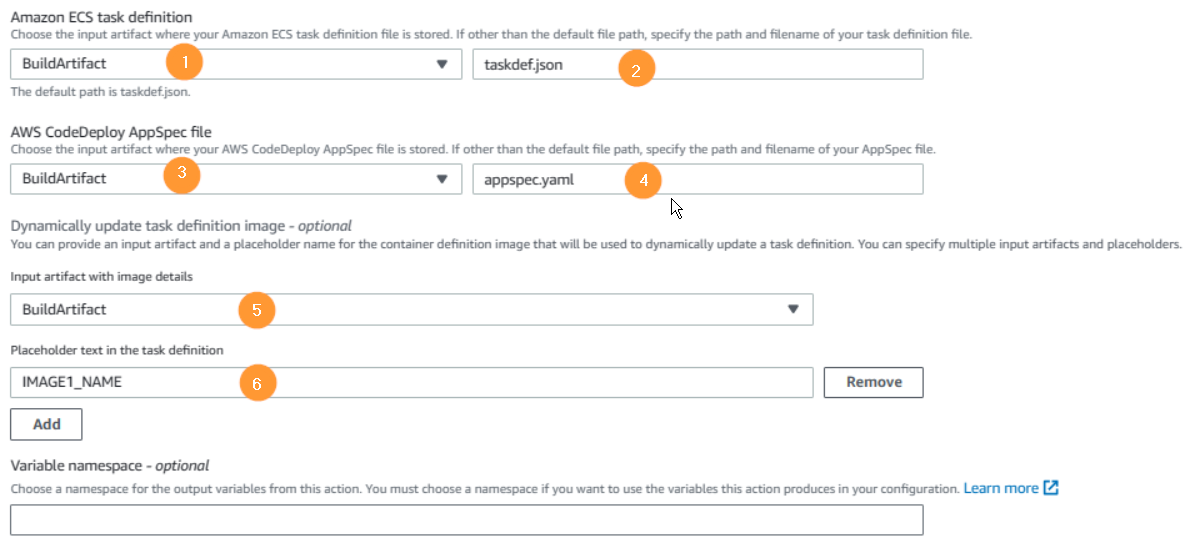 Amazon ECS task definition
Choose the input artifact where your Amazon ECS task definition file is stored. If other than the default file path, specify the path and filename of your task definition file.
BuildArtifact 1 taskdef.json 2
The default path is taskdef.json.
AWS CodeDeploy AppSpec file
Choose the input artifact where your AWS CodeDeploy AppSpec file is stored. If other than the default file path, specify the path and filename of your AppSpec file.
BuildArtifact 3 appspec.yaml 4
Dynamically update task definition image - optional
You can provide an input artifact and a placeholder name for the container definition image that will be used to dynamically update a task definition. You can specify multiple input artifacts and placeholders.
Input artifact with image details
BuildArtifact 5
Placeholder text in the task definition
IMAGE1_NAME 6 Remove
Add
Variable namespace - optional
Choose a namespace for the output variables from this action. You must choose a namespace if you want to use the variables this action produces in your configuration. Learn more